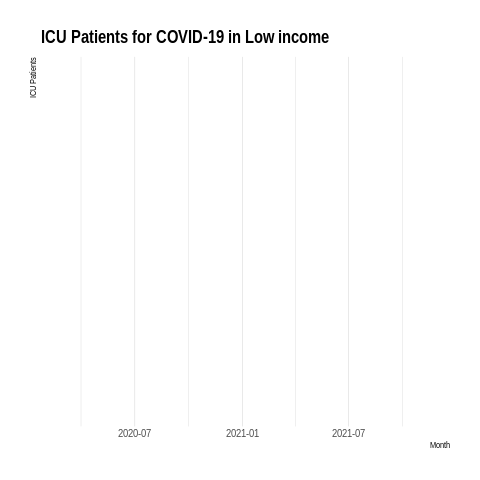 ICU Patients for COVID-19 in Low income
ICU Patients
2020-07 2021-01 2021-07
Month